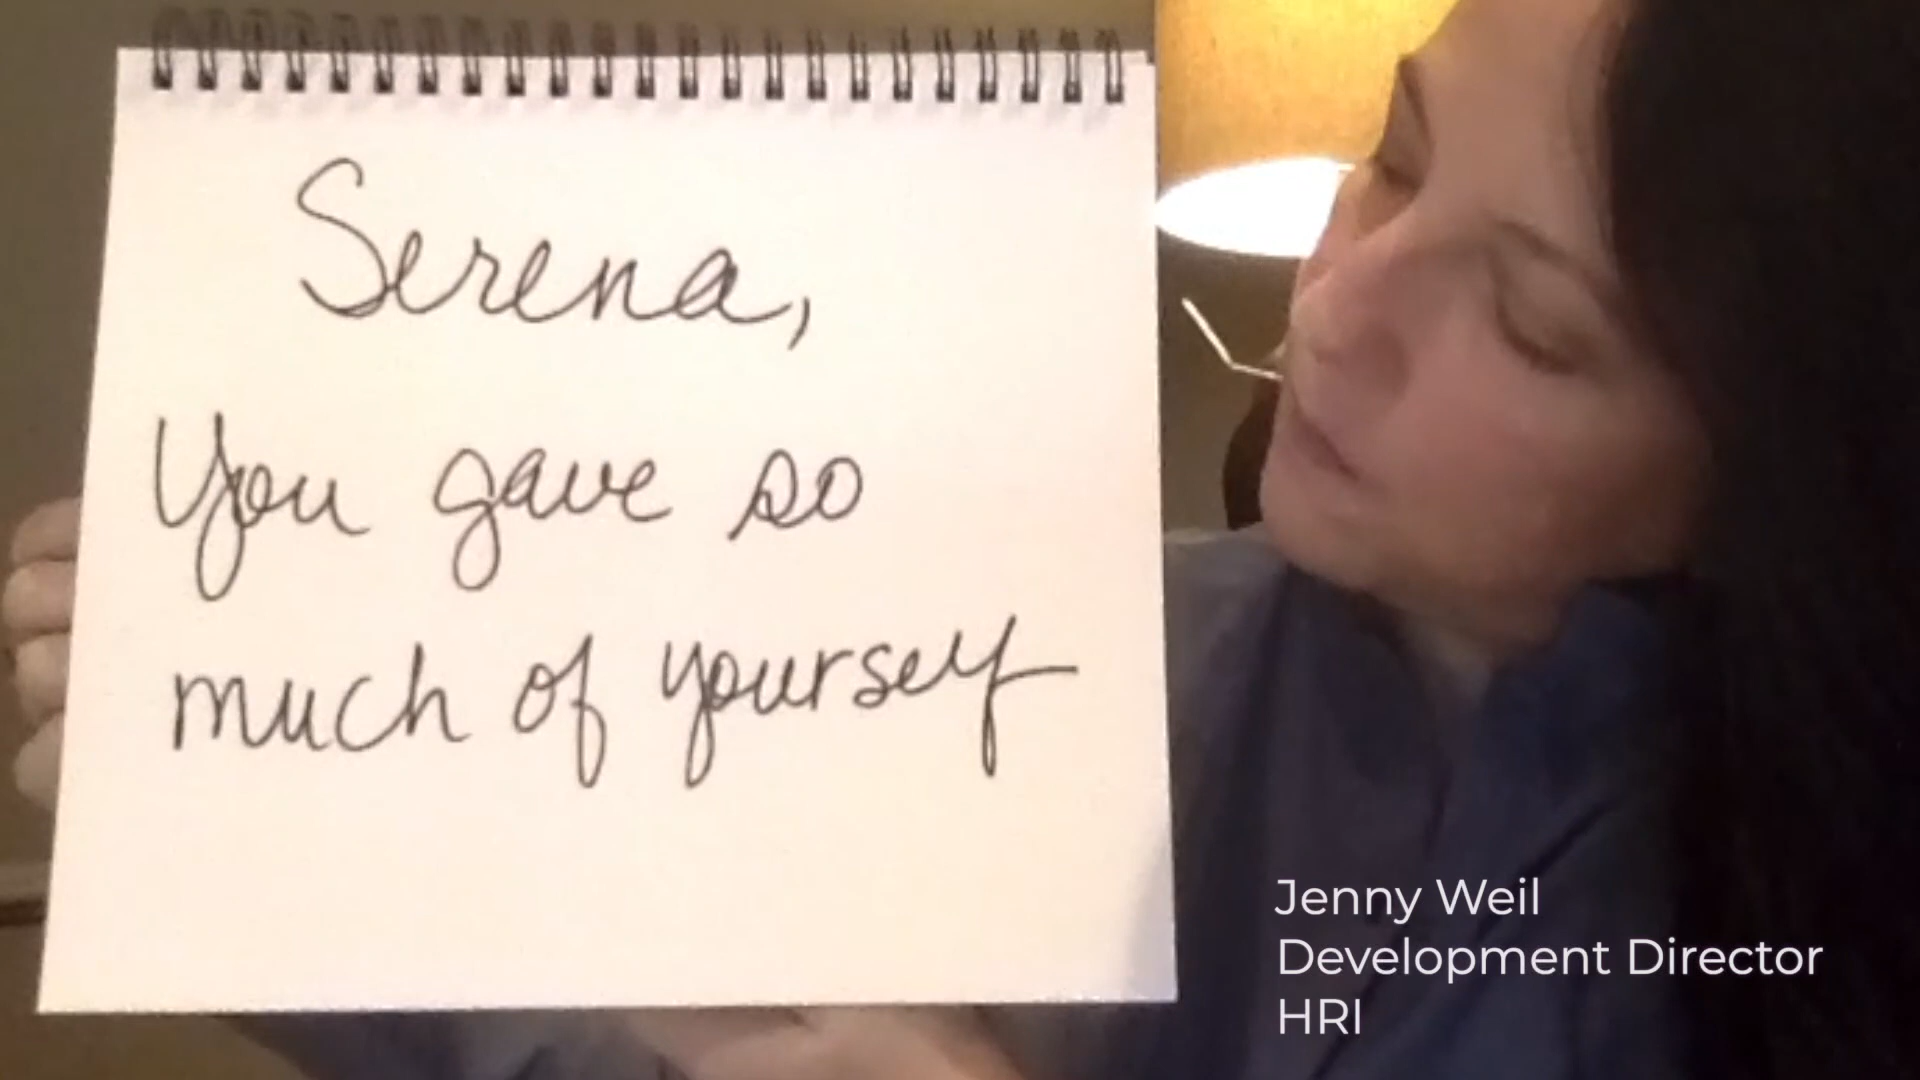 Serena,
You gave so
much of yourself
Jenny Weil
Development Director
HRI